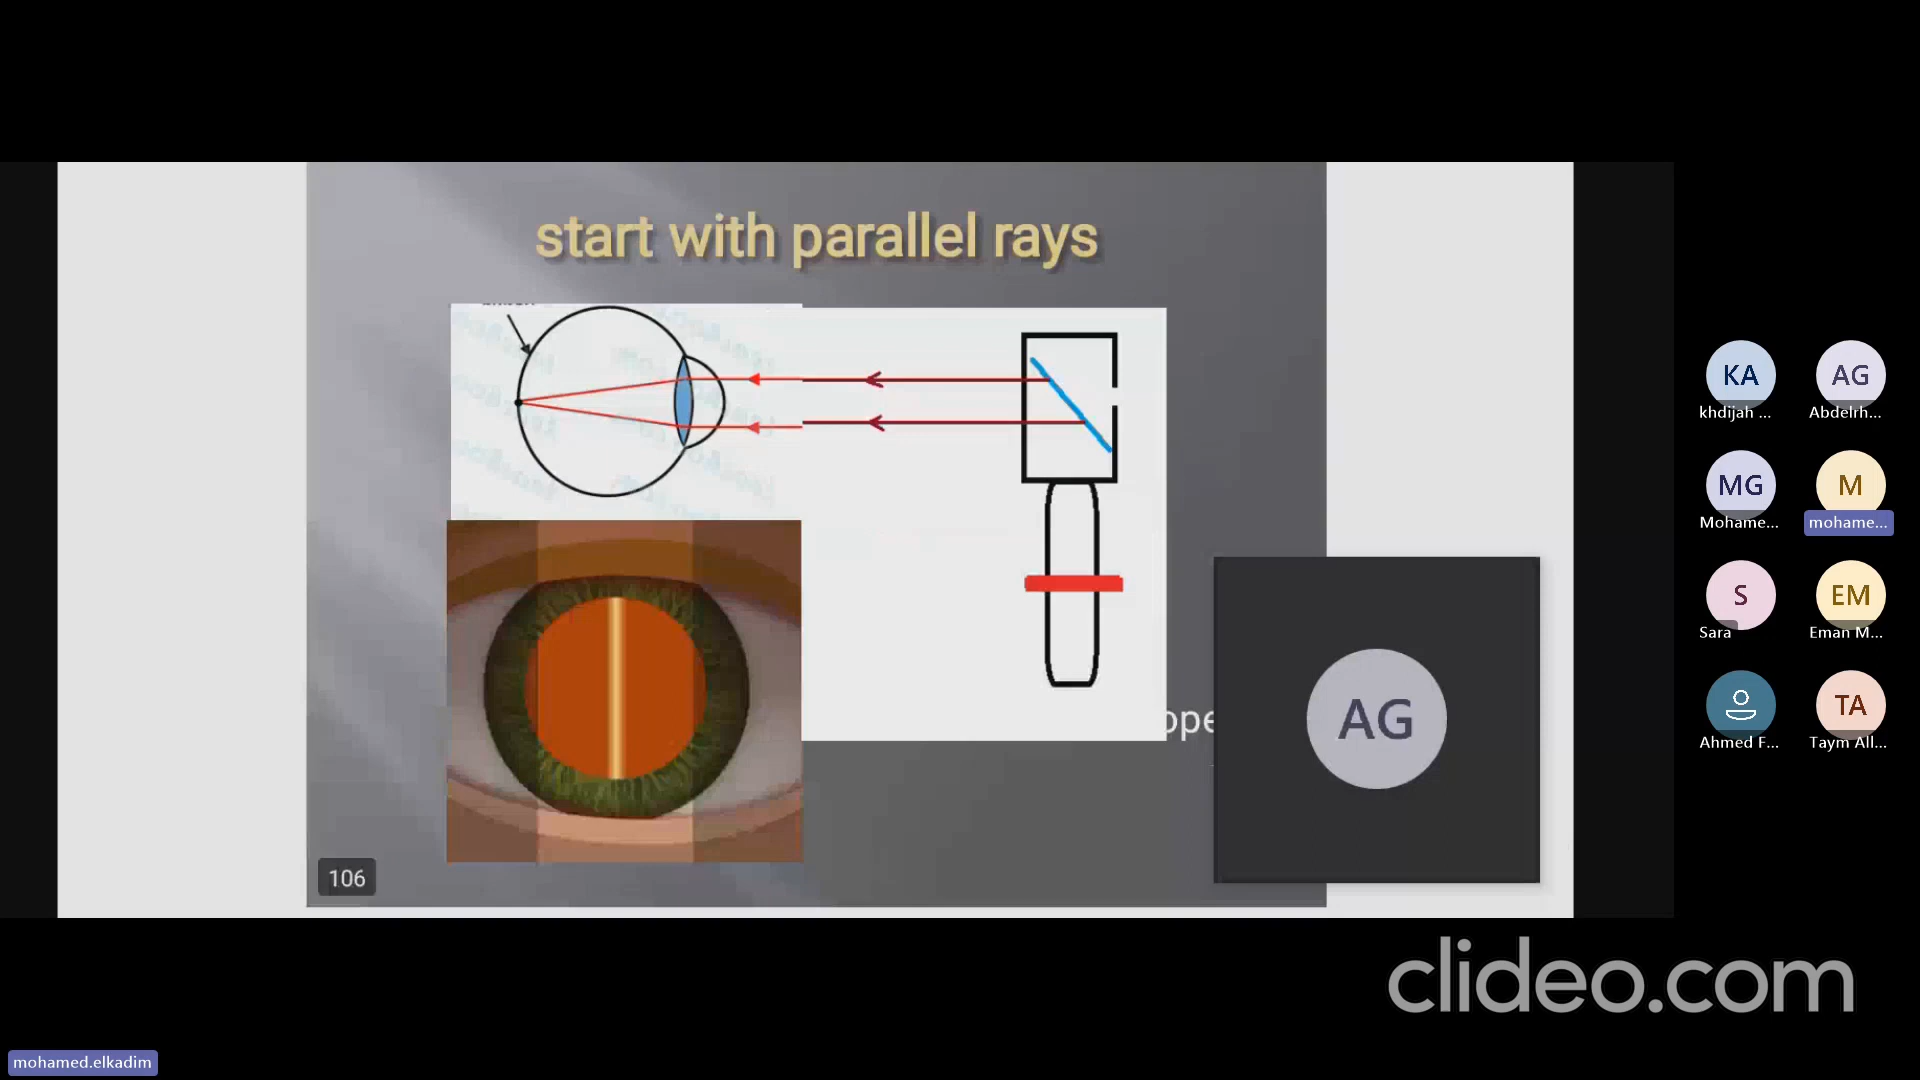 start with parallel rays
ope
106
AG
KA
khdijah ...
AG
Abdelrh...
MG
Mohame...
M
mohame...
S
Sara
EM
Eman M...
Ahmed F...
TA
Taym All...
clideo.com
mohamed.elkadim